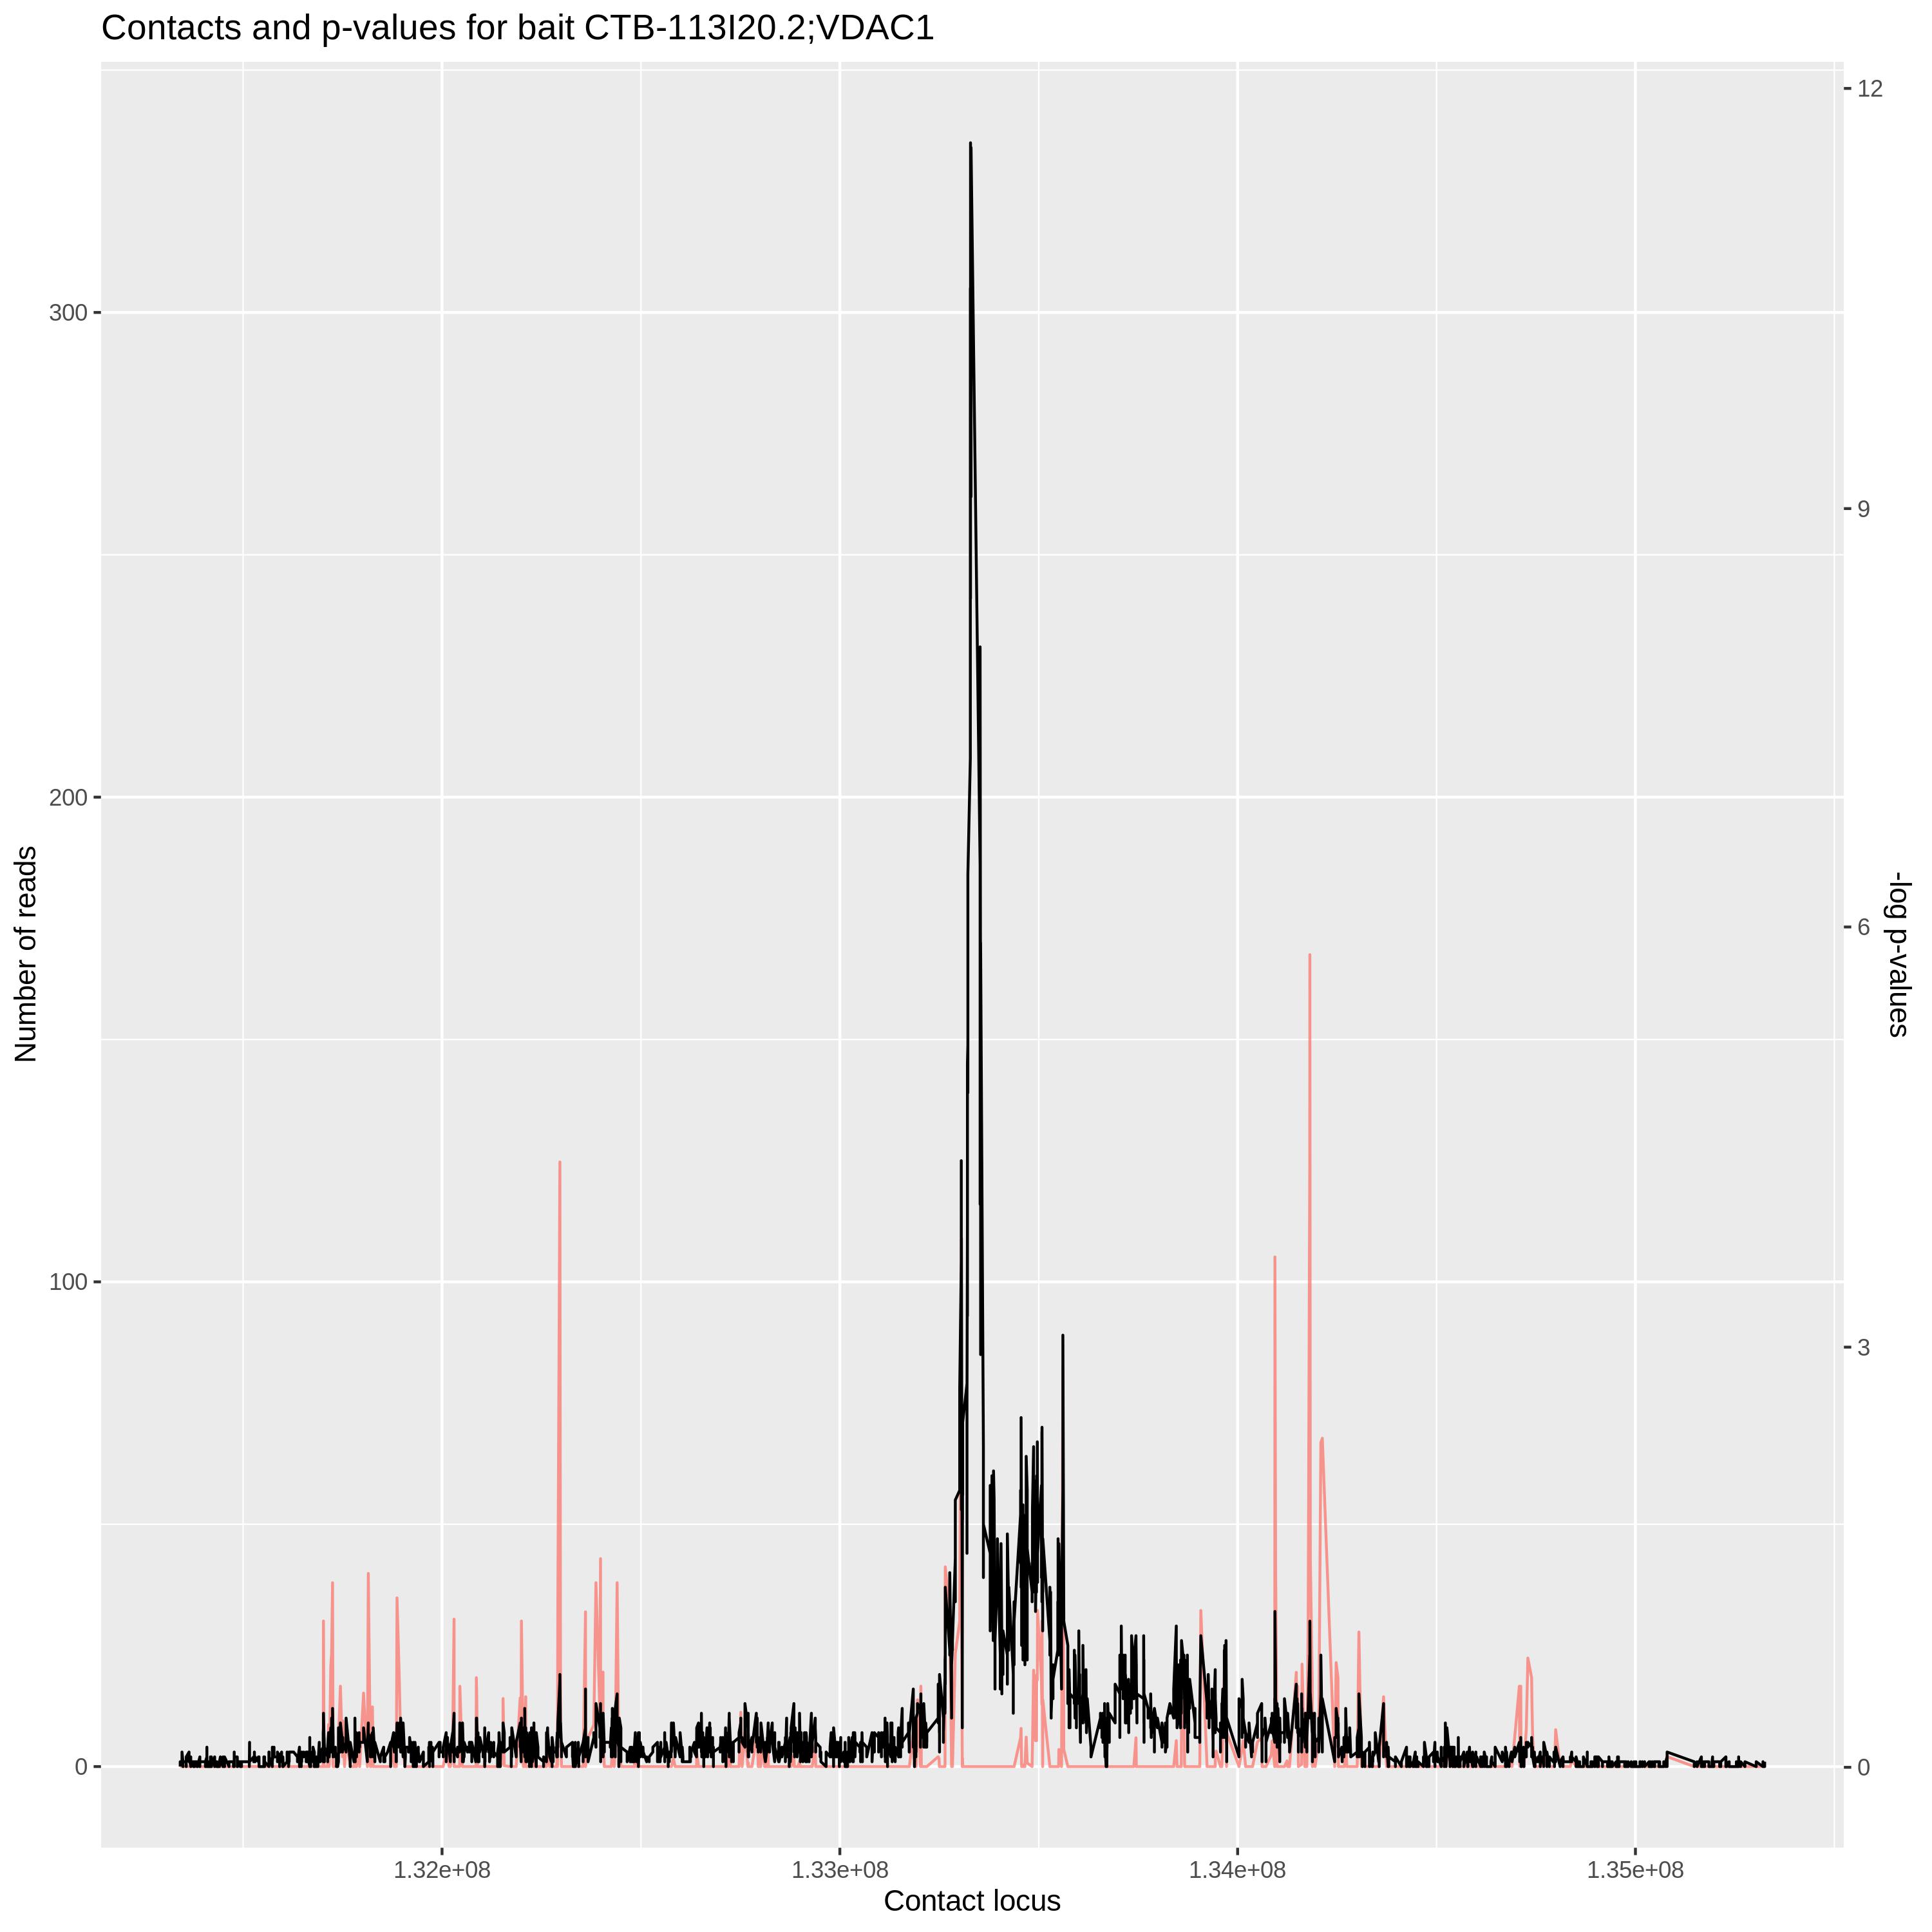 Contacts and p-values for bait CTB-113I20.2;VDAC1
Number of reads
300
200
100
0
12
9
6
3
0
-log p-values
1.32e+08
1.33e+08
1.34e+08
1.35e+08
Contact locus